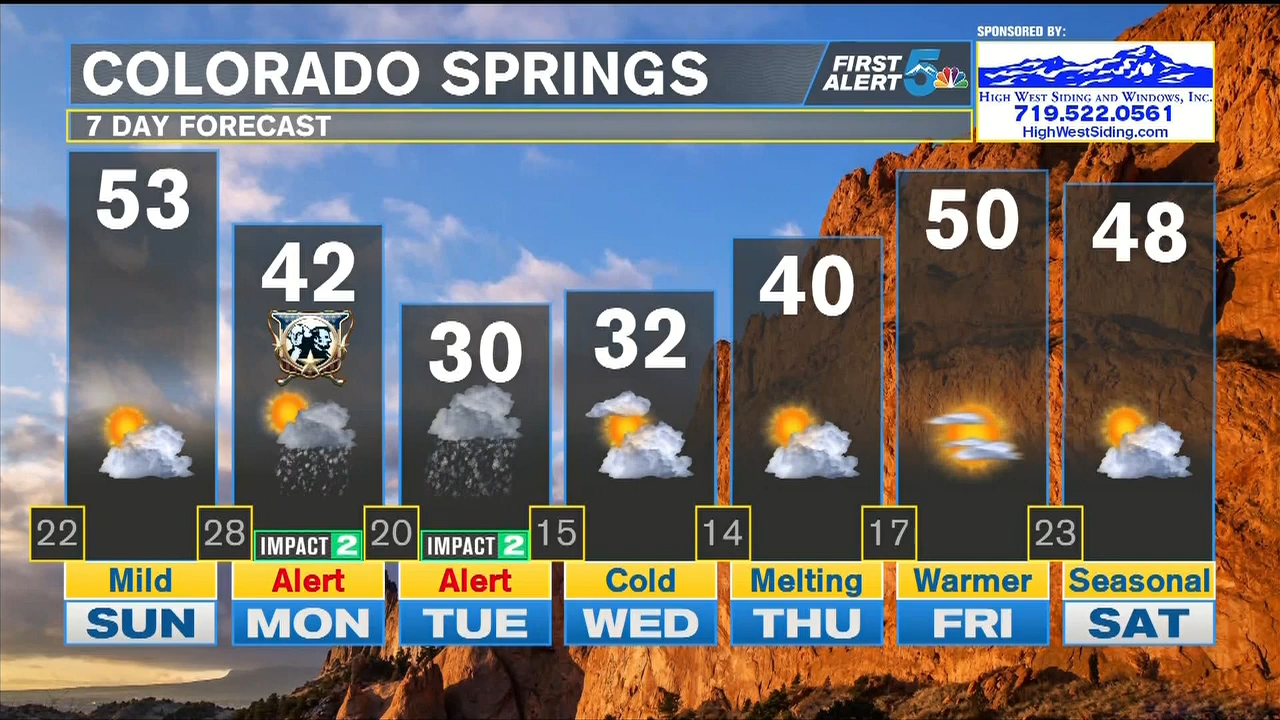 SPONSORED BY:
COLORADO SPRINGS
FIRST
ALERT 5
High West Siding and Windows, Inc.
719.522.0561
HighWestSiding.com
7 DAY FORECAST
53 42 30 32 40 50 48
22 28 20 15 14 17 23
IMPACT 2 IMPACT 2
Mild Alert Alert Cold Melting Warmer Seasonal
SUN MON TUE WED THU FRI SAT